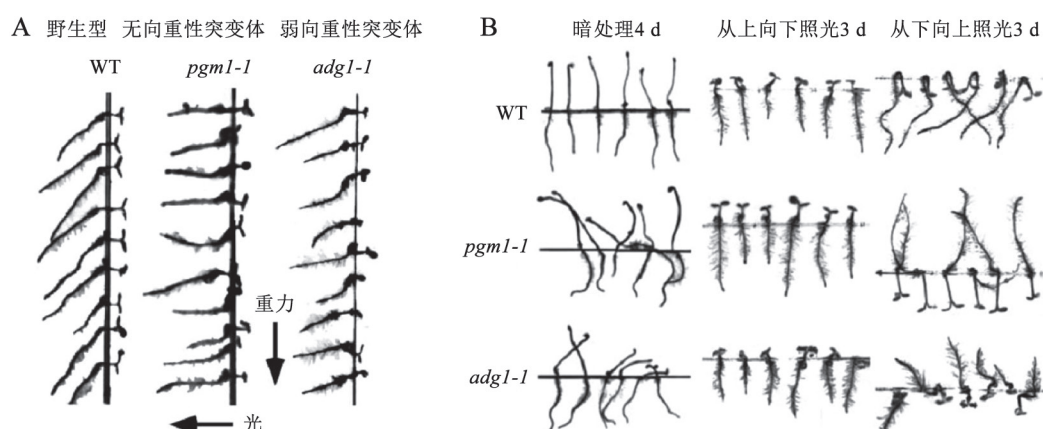 A 野生型 无向重性突变体 弱向重性突变体
WT pgm1-1 adg1-1
重力
光
B 暗处理4 d 从上向下照光3 d 从下向上照光3 d
WT
pgm1-1
adg1-1